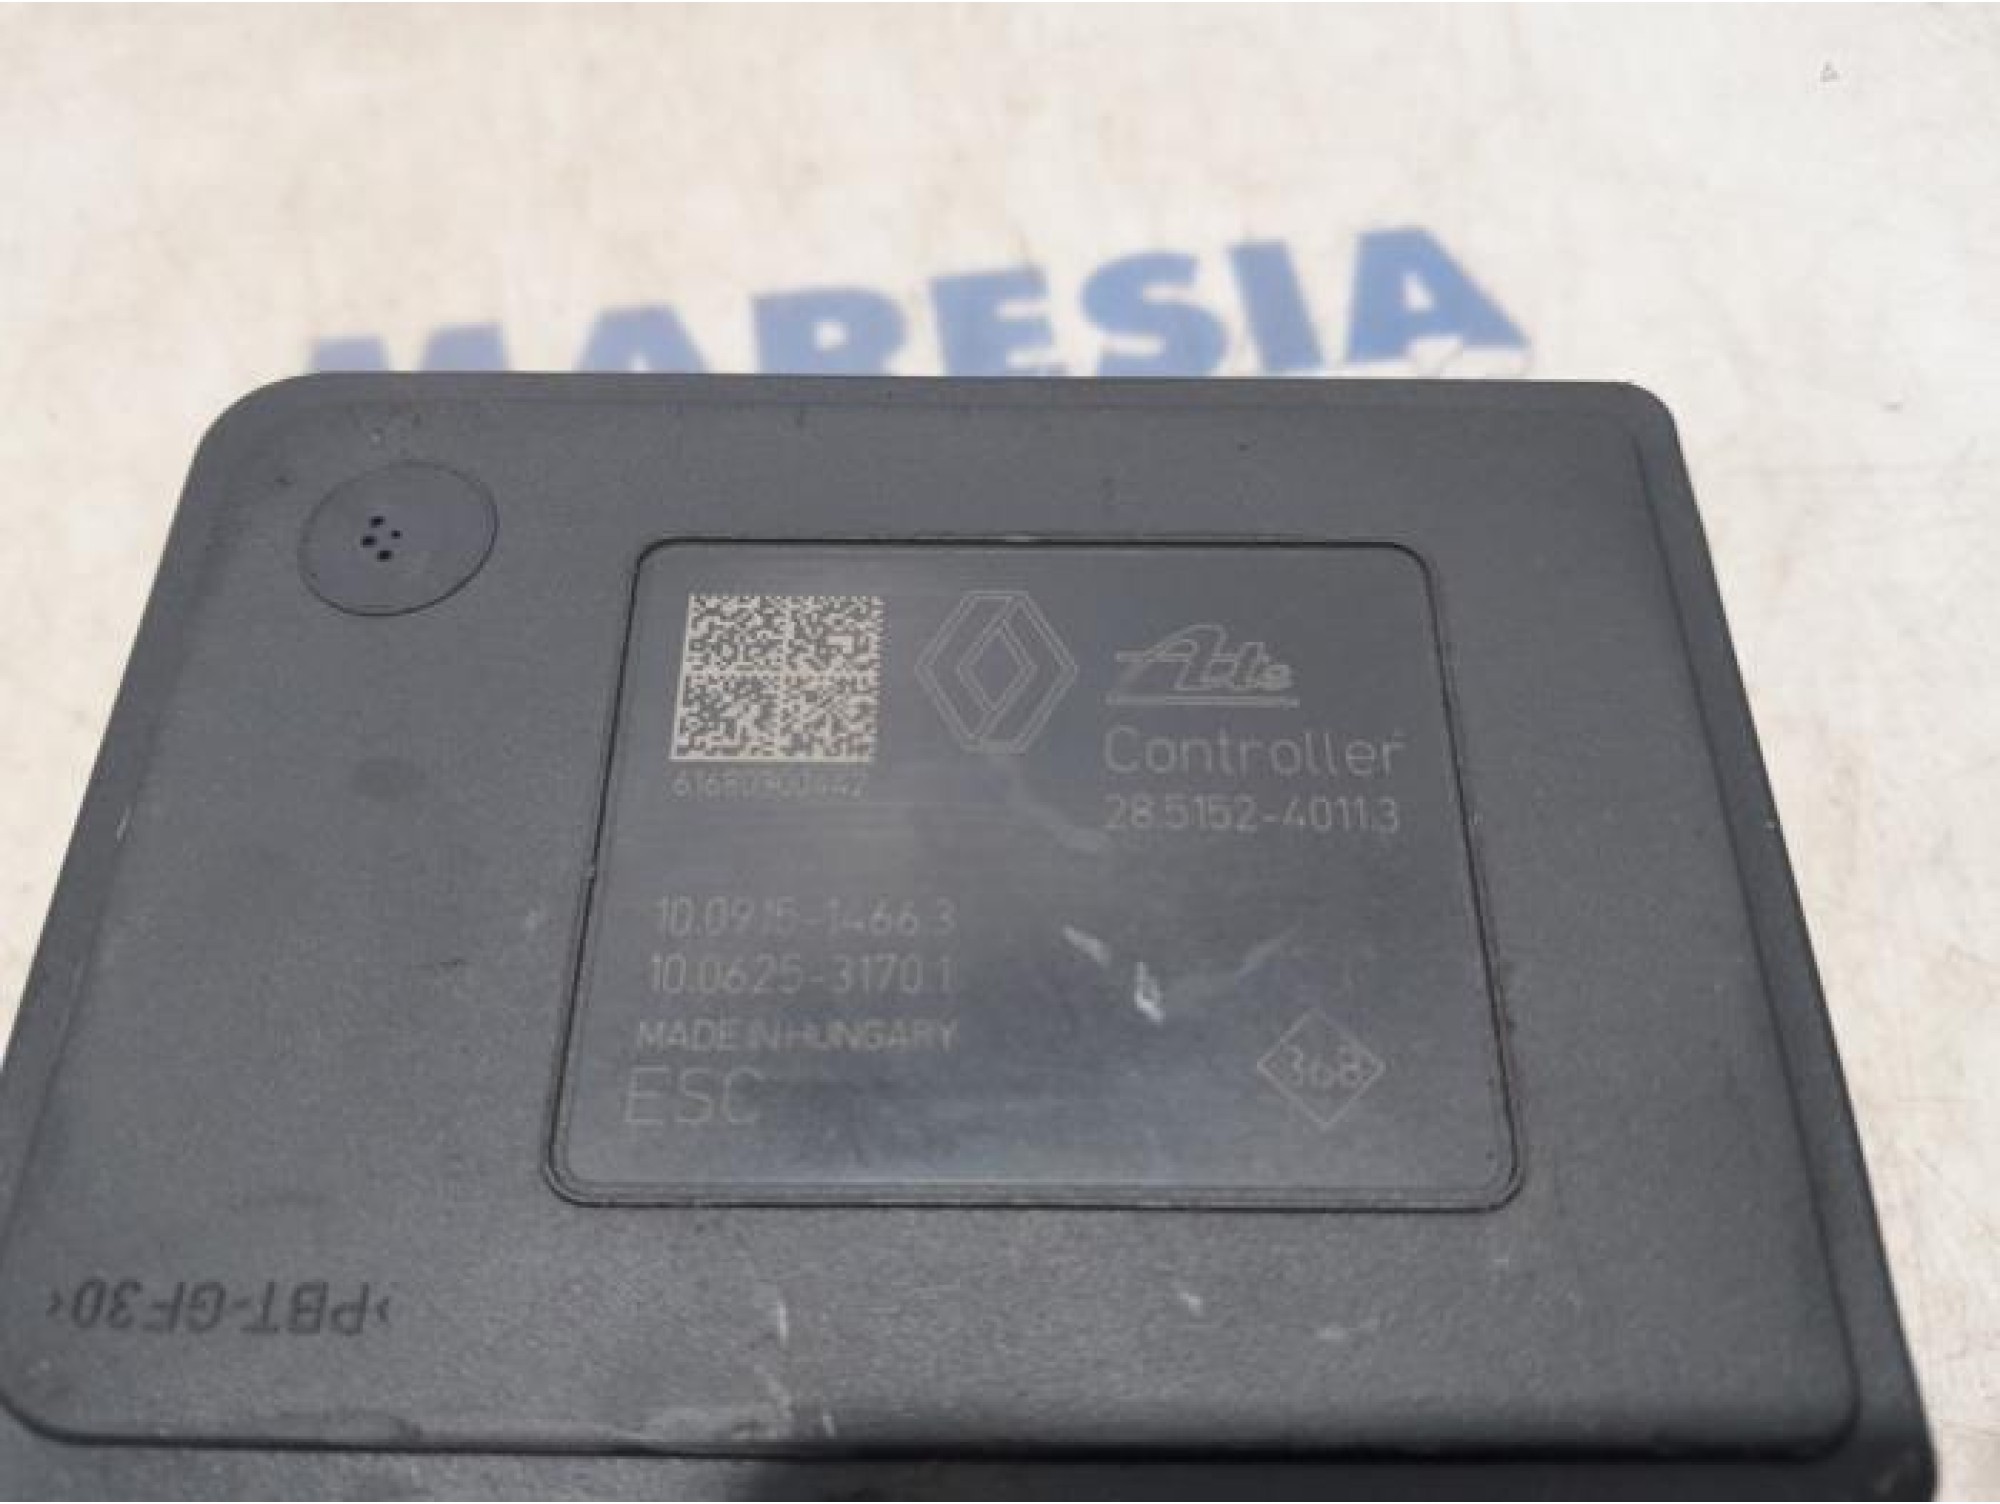 MARESIA
Ate
Controller
28.5152-4011.3
61680900442
10.0915-1466.3
10.0625-3170.1
MADE IN HUNGARY
ESC
368
>PBT-GF30<